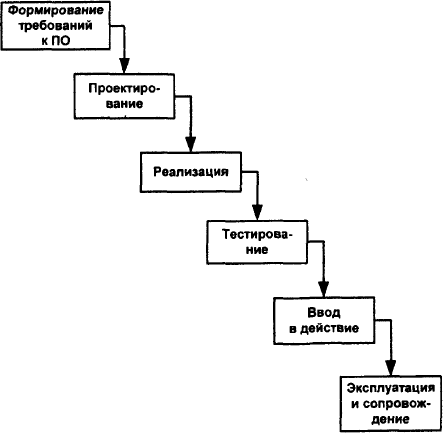 Формирование
требований
к ПО
Проектиро-
вание
Реализация
Тестирова-
ние
Ввод
в действие
Эксплуатация
и сопровож-
дение